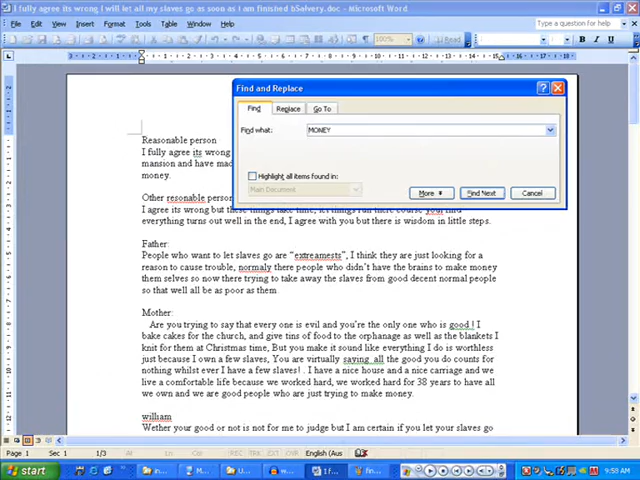 I fully agree its wrong I will let all my slaves go as soon as I am finished bSalvery.doc - Microsoft Word
File Edit View Insert Format Tools Table Window Help Type a question for help
100% Read
Find and Replace
Find Replace Go To
Find what: MONEY
Highlight all items found in:
Main Document
More Find Next Cancel
Reasonable person
I fully agree its wrong
mansion and have mad
money.
Other resonable person
I agree its wrong but these things take time, let things run there course your find
everything turns out well in the end, I agree with you but there is wisdom in little steps.
Father:
People who want to let slaves go are "extreamests", I think they are just looking for a
reason to cause trouble, normaly there people who didn't have the brains to make money
them selves so now there trying to take away the slaves from good decent normal people
so that well all be as poor as them
Mother:
Are you trying to say that every one is evil and you're the only one who is good ! I
bake cakes for the church, and give tins of food to the orphanage as well as the blankets I
knit for them at Christmas time, But you make it sound like everything I do is worthless
just because I own a few slaves, You are virtually saying all the good you do counts for
nothing whilst ever I have a few slaves! . I have a nice house and a nice carriage and we
live a comfortable life because we worked hard, we worked hard for 38 years to have all
we own and we are good people who are just trying to make money.
william
Wether your good or not is not for me to judge but I am certain if you let your slaves go
Page 1 Sec 1 1/3 English (Aus
start in... M... U... w... 1 f... fin... 9:58 AM